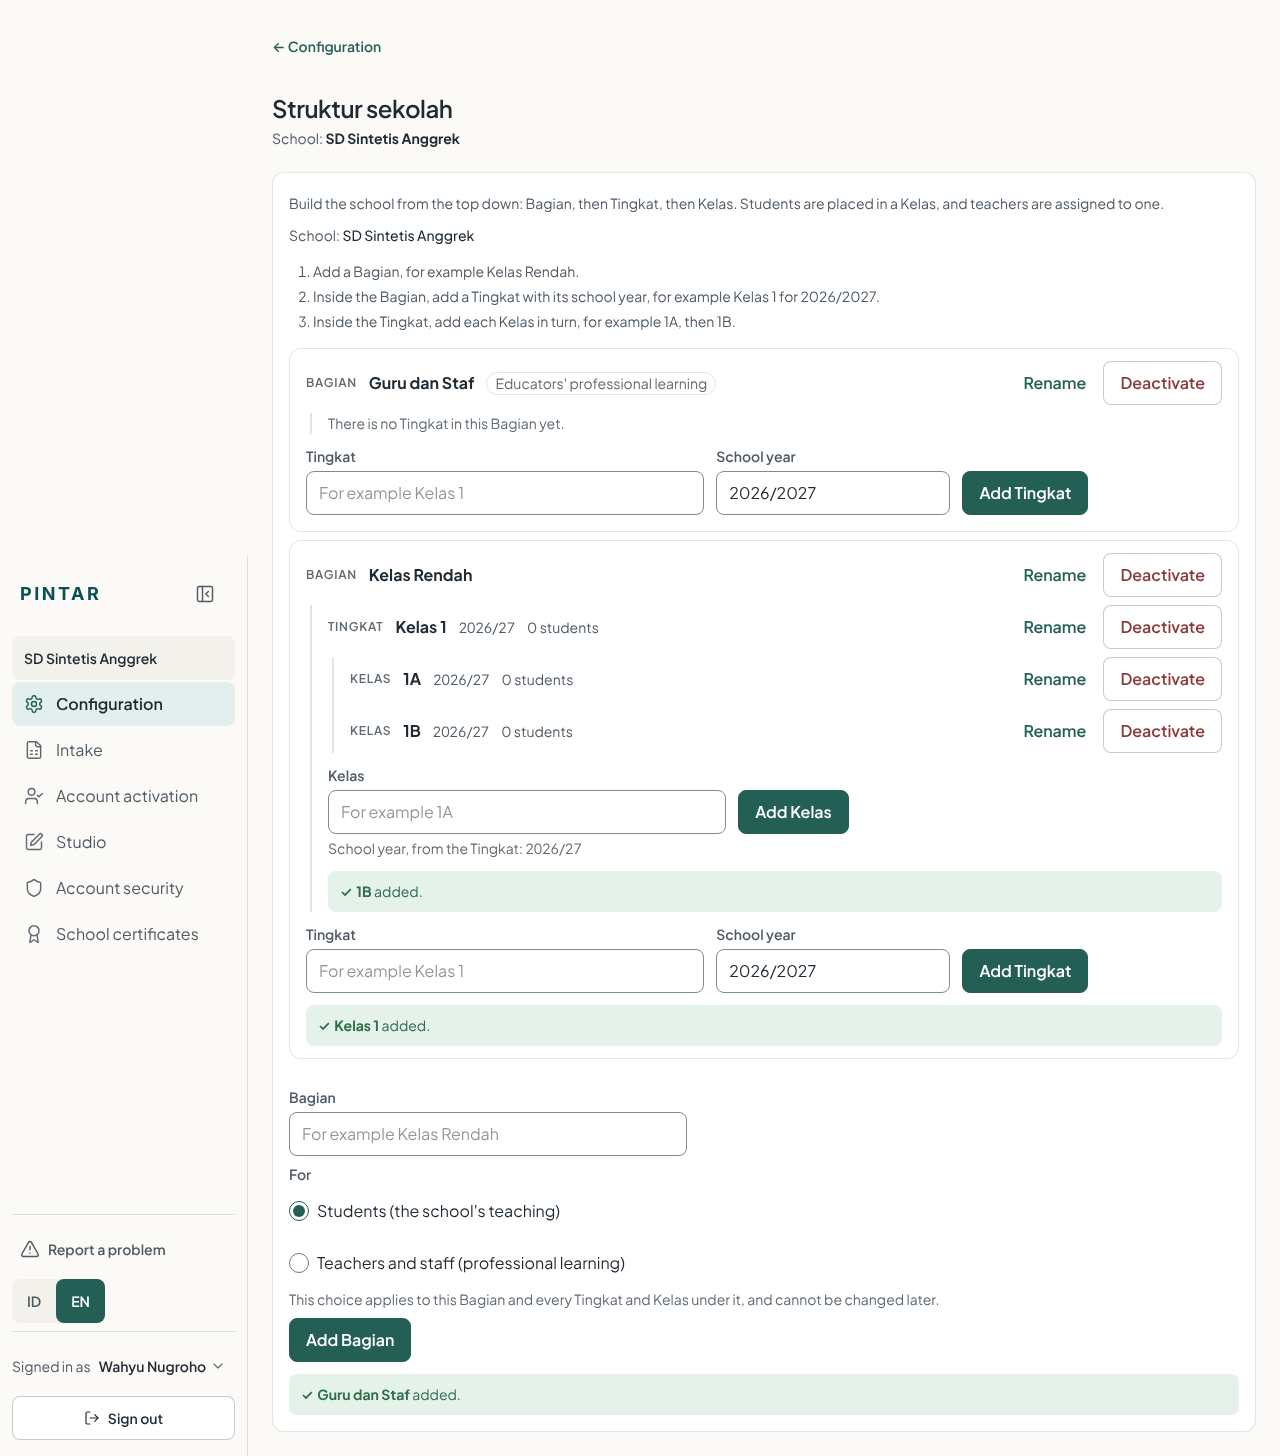 ← Configuration
Struktur sekolah
School: SD Sintetis Anggrek
Build the school from the top down: Bagian, then Tingkat, then Kelas. Students are placed in a Kelas, and teachers are assigned to one.
School: SD Sintetis Anggrek
1. Add a Bagian, for example Kelas Rendah.
2. Inside the Bagian, add a Tingkat with its school year, for example Kelas 1 for 2026/2027.
3. Inside the Tingkat, add each Kelas in turn, for example 1A, then 1B.
BAGIAN Guru dan Staf Educators' professional learning Rename Deactivate
There is no Tingkat in this Bagian yet.
Tingkat School year
For example Kelas 1 2026/2027 Add Tingkat
BAGIAN Kelas Rendah Rename Deactivate
TINGKAT Kelas 1 2026/27 0 students Rename Deactivate
KELAS 1A 2026/27 0 students Rename Deactivate
KELAS 1B 2026/27 0 students Rename Deactivate
Kelas
For example 1A Add Kelas
School year, from the Tingkat: 2026/27
✓ 1B added.
Tingkat School year
For example Kelas 1 2026/2027 Add Tingkat
✓ Kelas 1 added.
Bagian
For example Kelas Rendah
For
Students (the school's teaching)
Teachers and staff (professional learning)
This choice applies to this Bagian and every Tingkat and Kelas under it, and cannot be changed later.
Add Bagian
✓ Guru dan Staf added.
PINTAR
SD Sintetis Anggrek
Configuration
Intake
Account activation
Studio
Account security
School certificates
Report a problem
ID EN
Signed in as Wahyu Nugroho
Sign out